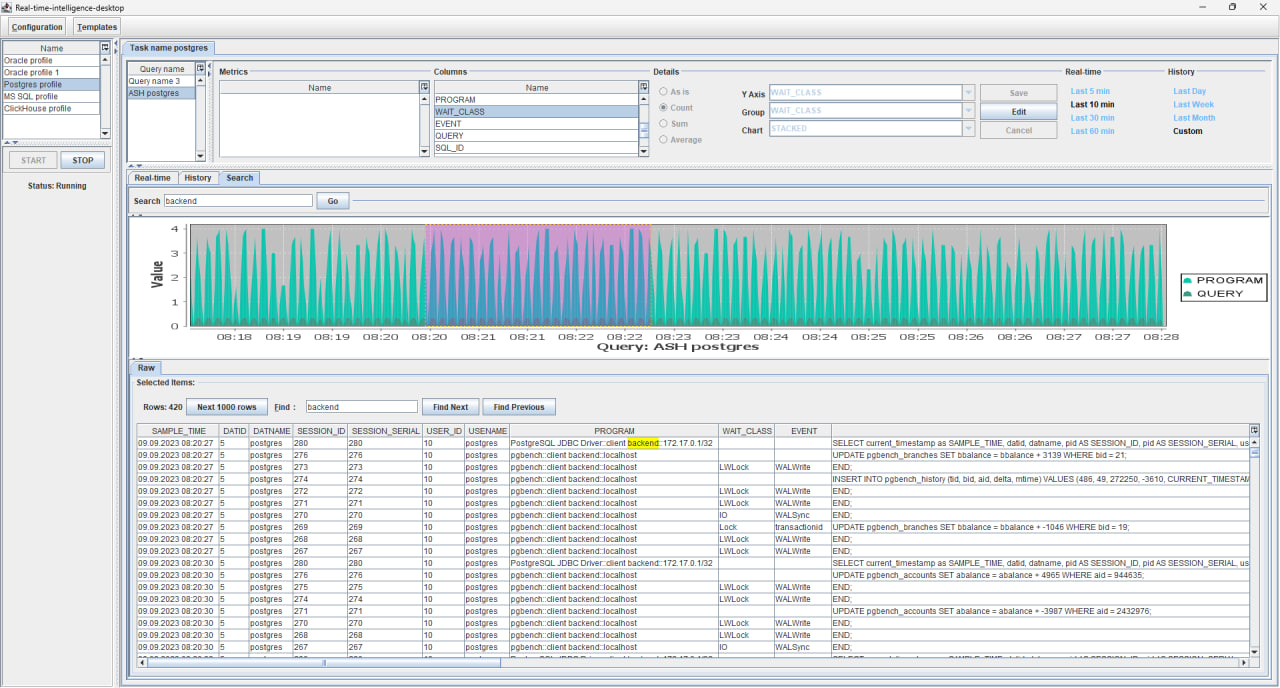 Real-time-intelligence-desktop
Configuration Templates
Name
Oracle profile
Oracle profile 1
Postgres profile
MS SQL profile
ClickHouse profile
START STOP
Status: Running
Task name postgres
Query name
Query name 3
ASH postgres
Metrics
Name
Columns
Name
PROGRAM
WAIT_CLASS
EVENT
QUERY
SQL_ID
Details
As is
Count
Sum
Average
Y Axis WAIT_CLASS
Group WAIT_CLASS
Chart STACKED
Save
Edit
Cancel
Real-time
Last 5 min
Last 10 min
Last 30 min
Last 60 min
History
Last Day
Last Week
Last Month
Custom
Real-time History Search
Search backend Go
Value
4
3
2
1
0
08:18 08:19 08:19 08:20 08:20 08:21 08:21 08:22 08:22 08:23 08:23 08:24 08:24 08:25 08:25 08:26 08:26 08:27 08:27 08:28
Query: ASH postgres
PROGRAM
QUERY
Raw
Selected Items:
Rows: 420 Next 1000 rows Find : backend Find Next Find Previous
SAMPLE_TIME DATID DATNAME SESSION_ID SESSION_SERIAL USER_ID USENAME PROGRAM WAIT_CLASS EVENT
09.09.2023 08:20:27 5 postgres 280 280 10 postgres PostgreSQL JDBC Driver::client backend::172.17.0.1/32 SELECT current_timestamp as SAMPLE_TIME, datid, datname, pid AS SESSION_ID, pid AS SESSION_SERIAL, us
09.09.2023 08:20:27 5 postgres 276 276 10 postgres pgbench::client backend::localhost UPDATE pgbench_branches SET bbalance = bbalance + 3139 WHERE bid = 21;
09.09.2023 08:20:27 5 postgres 273 273 10 postgres pgbench::client backend::localhost LWLock WALWrite END;
09.09.2023 08:20:27 5 postgres 274 274 10 postgres pgbench::client backend::localhost INSERT INTO pgbench_history (tid, bid, aid, delta, mtime) VALUES (486, 49, 272250, -3610, CURRENT_TIMESTAM
09.09.2023 08:20:27 5 postgres 272 272 10 postgres pgbench::client backend::localhost LWLock WALWrite END;
09.09.2023 08:20:27 5 postgres 271 271 10 postgres pgbench::client backend::localhost LWLock WALWrite END;
09.09.2023 08:20:27 5 postgres 270 270 10 postgres pgbench::client backend::localhost IO WALSync END;
09.09.2023 08:20:27 5 postgres 269 269 10 postgres pgbench::client backend::localhost Lock transactionid UPDATE pgbench_branches SET bbalance = bbalance + -1046 WHERE bid = 19;
09.09.2023 08:20:27 5 postgres 268 268 10 postgres pgbench::client backend::localhost LWLock WALWrite END;
09.09.2023 08:20:27 5 postgres 267 267 10 postgres pgbench::client backend::localhost LWLock WALWrite END;
09.09.2023 08:20:30 5 postgres 280 280 10 postgres PostgreSQL JDBC Driver::client backend::172.17.0.1/32 SELECT current_timestamp as SAMPLE_TIME, datid, datname, pid AS SESSION_ID, pid AS SESSION_SERIAL, us
09.09.2023 08:20:30 5 postgres 276 276 10 postgres pgbench::client backend::localhost UPDATE pgbench_accounts SET abalance = abalance + 4965 WHERE aid = 944635;
09.09.2023 08:20:30 5 postgres 275 275 10 postgres pgbench::client backend::localhost LWLock WALWrite END;
09.09.2023 08:20:30 5 postgres 274 274 10 postgres pgbench::client backend::localhost LWLock WALWrite END;
09.09.2023 08:20:30 5 postgres 271 271 10 postgres pgbench::client backend::localhost UPDATE pgbench_accounts SET abalance = abalance + -3987 WHERE aid = 2432976;
09.09.2023 08:20:30 5 postgres 270 270 10 postgres pgbench::client backend::localhost LWLock WALWrite END;
09.09.2023 08:20:30 5 postgres 268 268 10 postgres pgbench::client backend::localhost LWLock WALWrite END;
09.09.2023 08:20:30 5 postgres 267 267 10 postgres pgbench::client backend::localhost IO WALSync END;